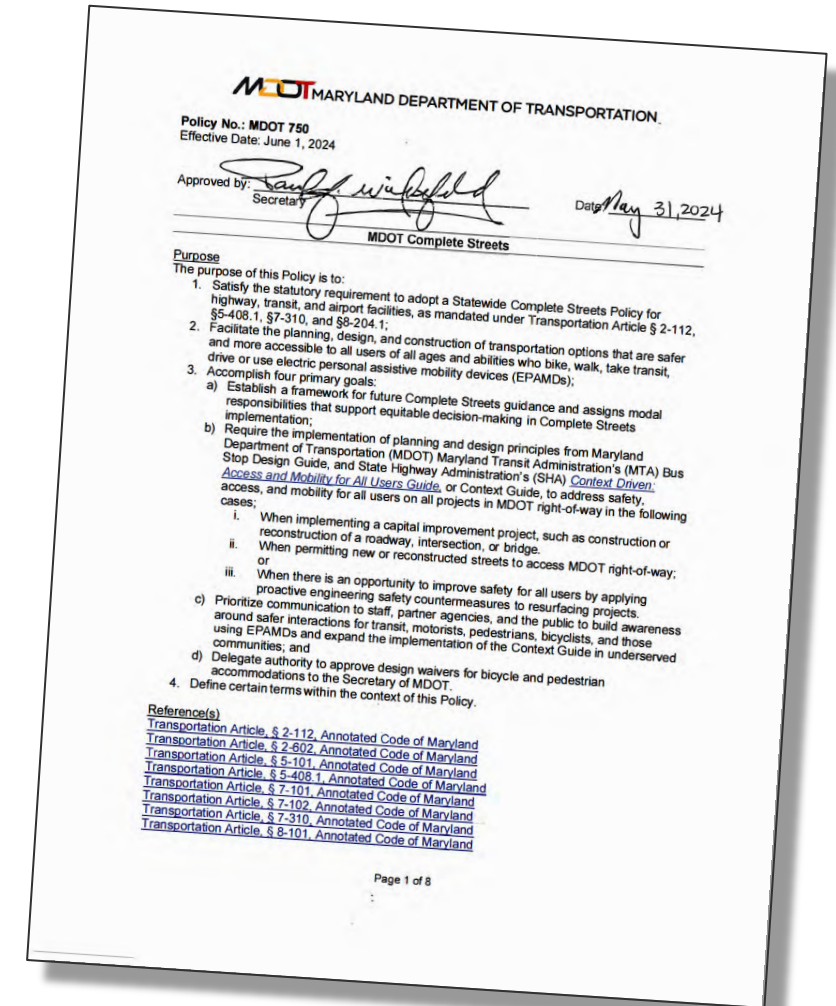 MDOT MARYLAND DEPARTMENT OF TRANSPORTATION
Policy No.: MDOT 750
Effective Date: June 1, 2024
Approved by:
Secretary
Date May 31, 2024
MDOT Complete Streets
Purpose
The purpose of this Policy is to:
1. Satisfy the statutory requirement to adopt a Statewide Complete Streets Policy for
highway, transit, and airport facilities, as mandated under Transportation Article § 2-112,
§5-408.1, §7-310, and §8-204.1;
2. Facilitate the planning, design, and construction of transportation options that are safer
and more accessible to all users of all ages and abilities who bike, walk, take transit,
drive or use electric personal assistive mobility devices (EPAMDs);
3. Accomplish four primary goals:
a) Establish a framework for future Complete Streets guidance and assigns modal
responsibilities that support equitable decision-making in Complete Streets
implementation;
b) Require the implementation of planning and design principles from Maryland
Department of Transportation (MDOT) Maryland Transit Administration's (MTA) Bus
Stop Design Guide, and State Highway Administration's (SHA) Context Driven:
Access and Mobility for All Users Guide, or Context Guide, to address safety,
access, and mobility for all users on all projects in MDOT right-of-way in the following
cases;
i. When implementing a capital improvement project, such as construction or
reconstruction of a roadway, intersection, or bridge.
ii. When permitting new or reconstructed streets to access MDOT right-of-way;
or
iii. When there is an opportunity to improve safety for all users by applying
proactive engineering safety countermeasures to resurfacing projects.
c) Prioritize communication to staff, partner agencies, and the public to build awareness
around safer interactions for transit, motorists, pedestrians, bicyclists, and those
using EPAMDs and expand the implementation of the Context Guide in underserved
communities; and
d) Delegate authority to approve design waivers for bicycle and pedestrian
accommodations to the Secretary of MDOT.
4. Define certain terms within the context of this Policy.
Reference(s)
Transportation Article, § 2-112, Annotated Code of Maryland
Transportation Article, § 2-602, Annotated Code of Maryland
Transportation Article, § 5-101, Annotated Code of Maryland
Transportation Article, § 5-408.1, Annotated Code of Maryland
Transportation Article, § 7-101, Annotated Code of Maryland
Transportation Article, § 7-102, Annotated Code of Maryland
Transportation Article, § 7-310, Annotated Code of Maryland
Transportation Article, § 8-101, Annotated Code of Maryland
Page 1 of 8